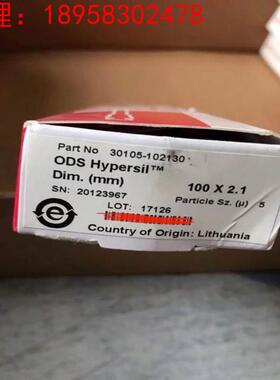 理：18958302478
Part No 30105-102130
ODS Hypersil™
Dim. (mm) 100 X 2.1
SN: 20123967 Particle Sz. (µ) 5
LOT: 17126
Country of Origin: Lithuania